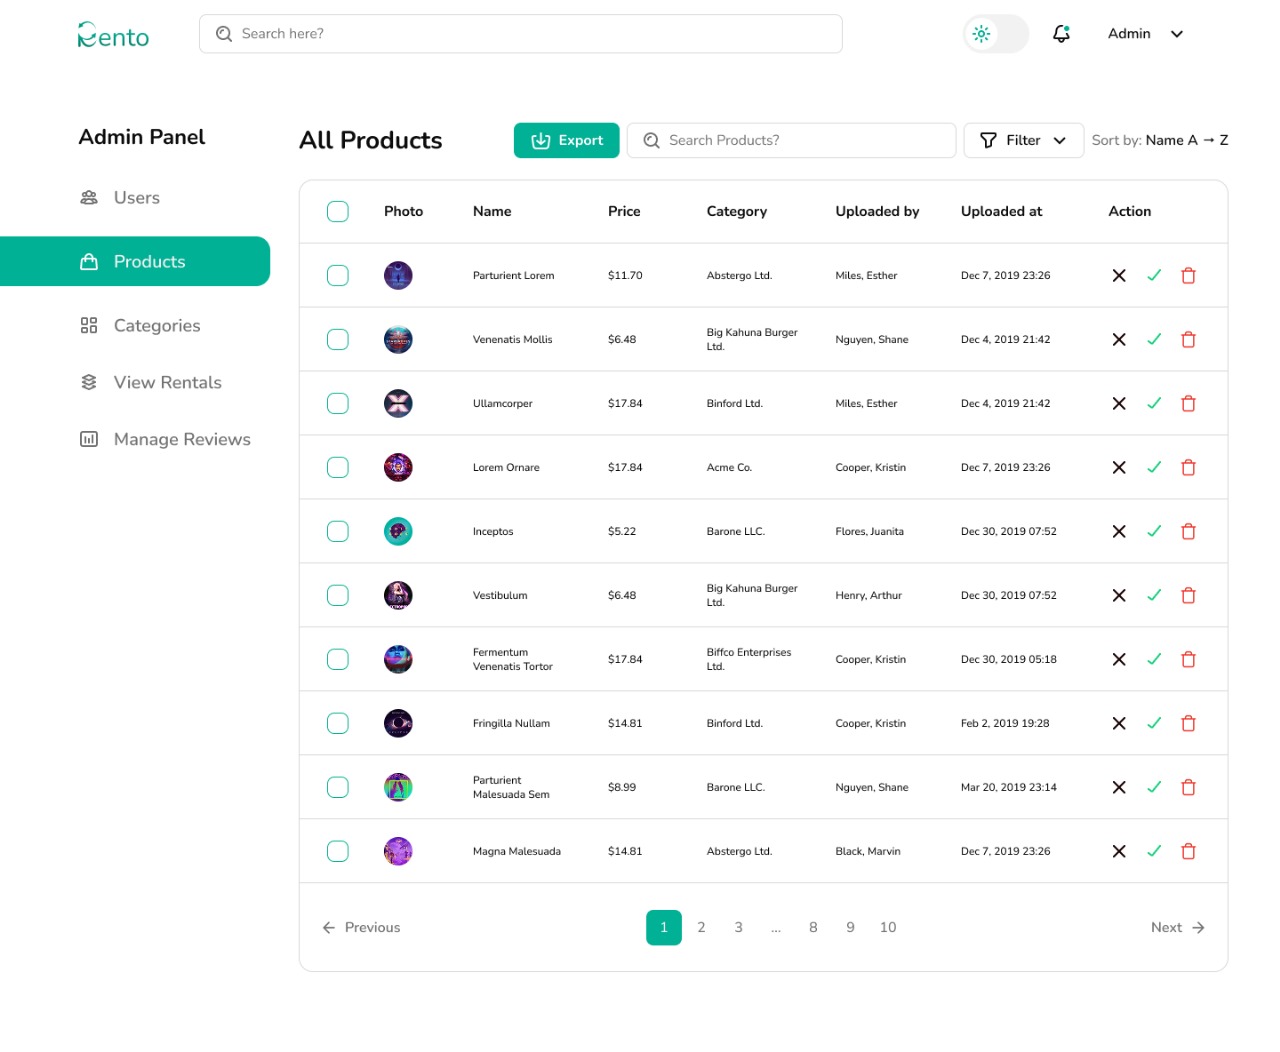 Rento
Search here?
Admin
Admin Panel
Users
Products
Categories
View Rentals
Manage Reviews
All Products
Export
Search Products?
Filter
Sort by: Name A → Z
Photo Name Price Category Uploaded by Uploaded at Action
Parturient Lorem $11.70 Abstergo Ltd. Miles, Esther Dec 7, 2019 23:26
Venenatis Mollis $6.48 Big Kahuna Burger Ltd. Nguyen, Shane Dec 4, 2019 21:42
Ullamcorper $17.84 Binford Ltd. Miles, Esther Dec 4, 2019 21:42
Lorem Ornare $17.84 Acme Co. Cooper, Kristin Dec 7, 2019 23:26
Inceptos $5.22 Barone LLC. Flores, Juanita Dec 30, 2019 07:52
Vestibulum $6.48 Big Kahuna Burger Ltd. Henry, Arthur Dec 30, 2019 07:52
Fermentum Venenatis Tortor $17.84 Biffco Enterprises Ltd. Cooper, Kristin Dec 30, 2019 05:18
Fringilla Nullam $14.81 Binford Ltd. Cooper, Kristin Feb 2, 2019 19:28
Parturient Malesuada Sem $8.99 Barone LLC. Nguyen, Shane Mar 20, 2019 23:14
Magna Malesuada $14.81 Abstergo Ltd. Black, Marvin Dec 7, 2019 23:26
← Previous 1 2 3 ... 8 9 10 Next →